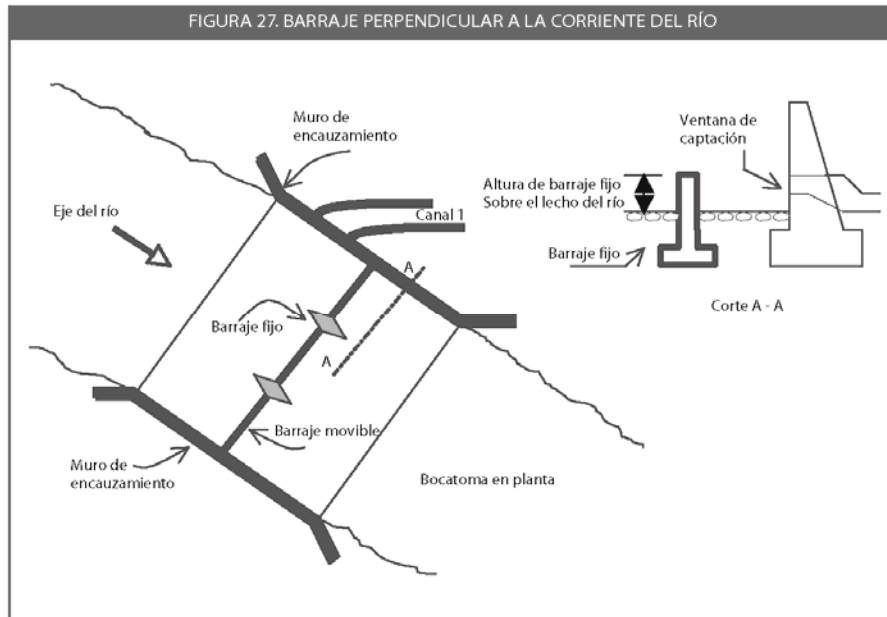 FIGURA 27. BARRAJE PERPENDICULAR A LA CORRIENTE DEL RÍO
Muro de
encauzamiento
Ventana de
captación
Altura de barraje fijo
Sobre el lecho del río
Eje del río
Canal 1
A
Barraje fijo
Barraje fijo
Corte A - A
A
Barraje movible
Muro de
encauzamiento
Bocatoma en planta